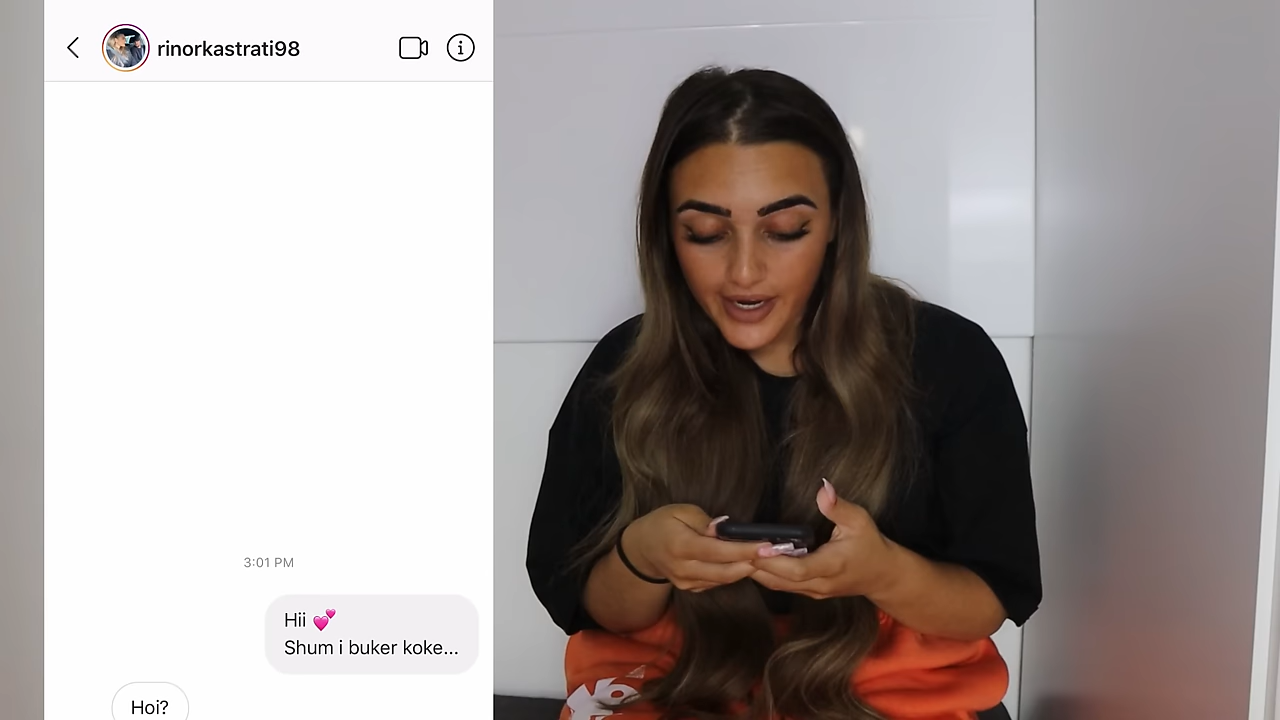 rinorkastrati98
3:01 PM
Hii 💕
Shum i buker koke...
Hoi?